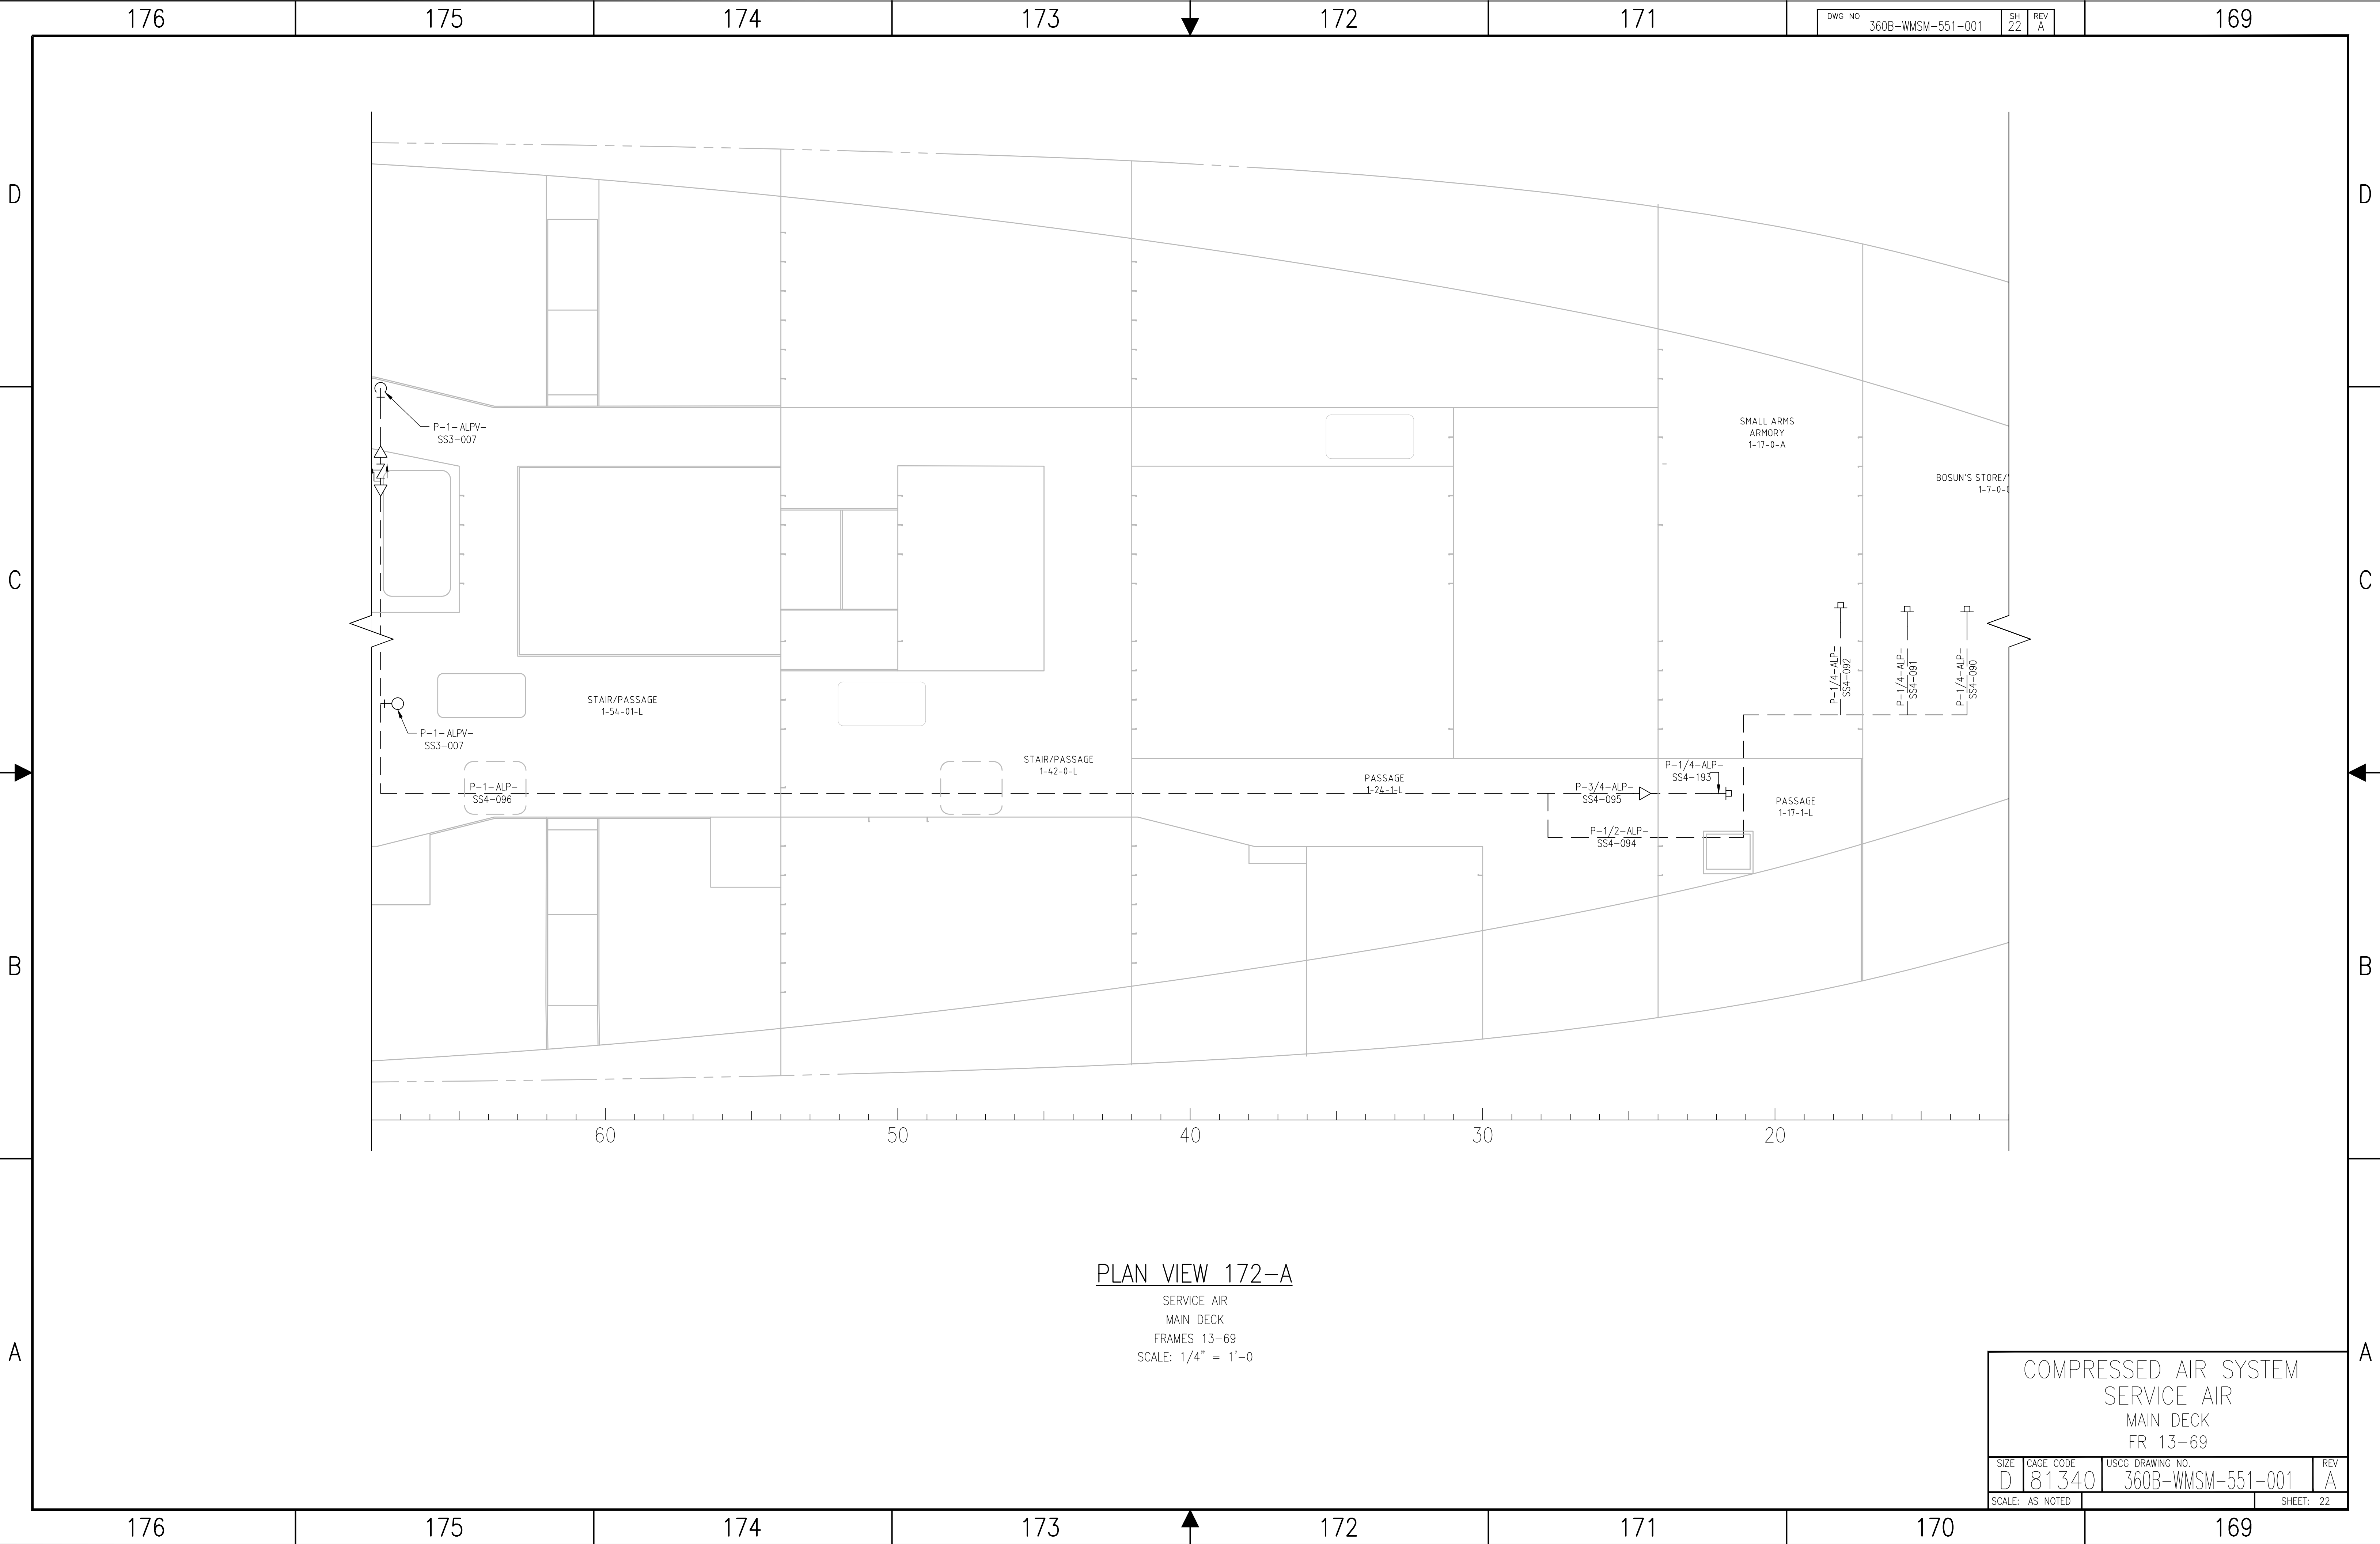 176 175 174 173 172 171 169
DWG NO SH REV
360B-WMSM-551-001 22 A
D D
P-1-ALPV-
SS3-007
SMALL ARMS
ARMORY
1-17-0-A
BOSUN'S STORE/
1-7-0-
C C
P-1/4-ALP-
SS4-092
P-1/4-ALP-
SS4-091
P-1/4-ALP-
SS4-090
STAIR/PASSAGE
1-54-01-L
P-1-ALPV-
SS3-007
STAIR/PASSAGE
1-42-0-L
P-1-ALP-
SS4-096
PASSAGE
1-24-1-L
P-3/4-ALP-
SS4-095
P-1/4-ALP-
SS4-193
PASSAGE
1-17-1-L
P-1/2-ALP-
SS4-094
B B
60 50 40 30 20
PLAN VIEW 172-A
SERVICE AIR
MAIN DECK
FRAMES 13-69
SCALE: 1/4" = 1'-0
A A
COMPRESSED AIR SYSTEM
SERVICE AIR
MAIN DECK
FR 13-69
SIZE CAGE CODE USCG DRAWING NO. REV
D 81340 360B-WMSM-551-001 A
SCALE: AS NOTED SHEET: 22
176 175 174 173 172 171 170 169